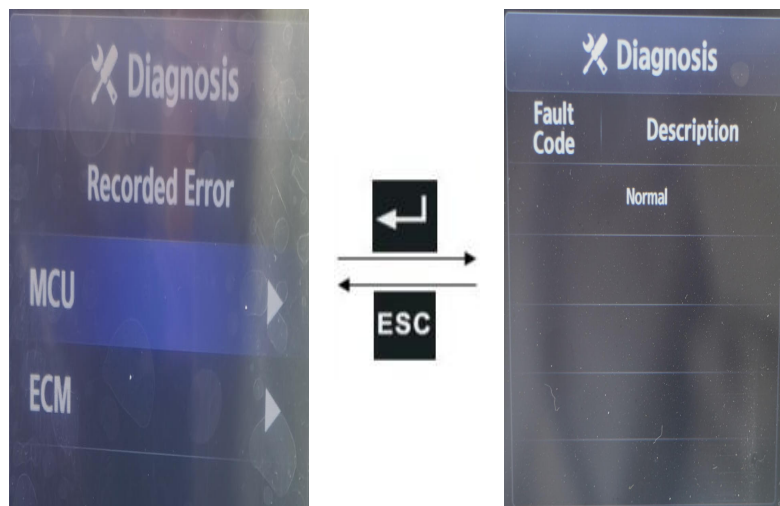 Diagnosis
Recorded Error
MCU
ECM
ESC
Diagnosis
Fault
Code
Description
Normal